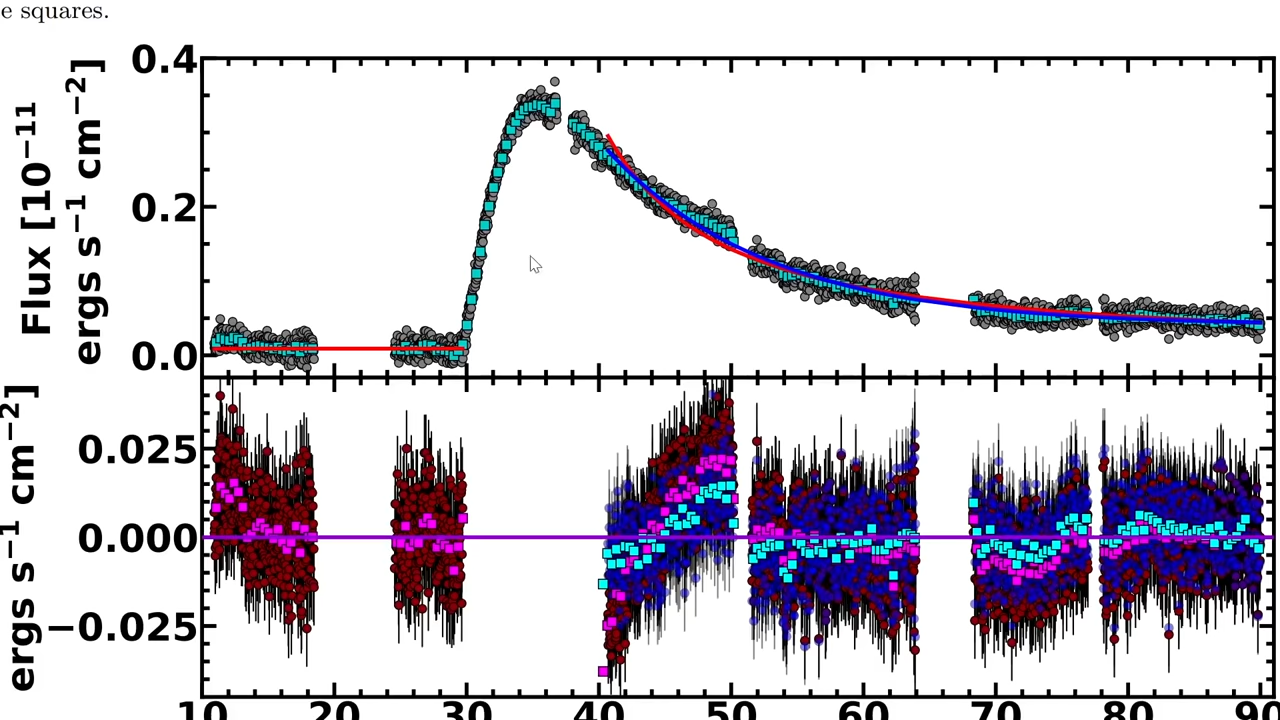 e squares.
0.4
0.2
0.0
Flux [10⁻¹¹
ergs s⁻¹ cm⁻²]
0.025
0.000
−0.025
ergs s⁻¹ cm⁻²]
10 20 30 40 50 60 70 80 90